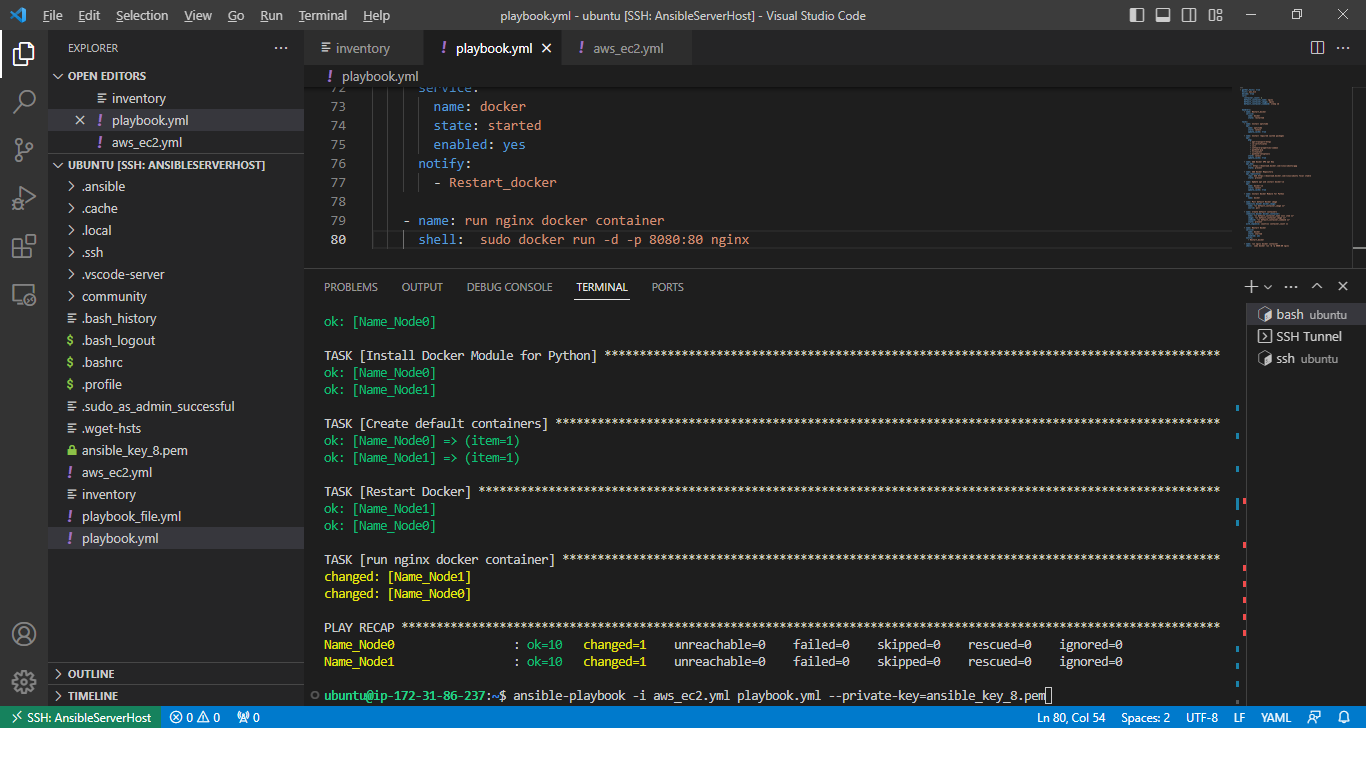 File Edit Selection View Go Run Terminal Help
playbook.yml - ubuntu [SSH: AnsibleServerHost] - Visual Studio Code
EXPLORER
OPEN EDITORS
inventory
! playbook.yml
! aws_ec2.yml
UBUNTU [SSH: ANSIBLESERVERHOST]
.ansible
.cache
.local
.ssh
.vscode-server
community
.bash_history
$ .bash_logout
$ .bashrc
$ .profile
.sudo_as_admin_successful
.wget-hsts
ansible_key_8.pem
! aws_ec2.yml
inventory
! playbook_file.yml
! playbook.yml
OUTLINE
TIMELINE
inventory
! playbook.yml
! aws_ec2.yml
! playbook.yml
72 service:
73 name: docker
74 state: started
75 enabled: yes
76 notify:
77 - Restart_docker
78
79 - name: run nginx docker container
80 shell:  sudo docker run -d -p 8080:80 nginx
PROBLEMS OUTPUT DEBUG CONSOLE TERMINAL PORTS
ok: [Name_Node0]
TASK [Install Docker Module for Python] ****************************************************************************************
ok: [Name_Node0]
ok: [Name_Node1]
TASK [Create default containers] ***********************************************************************************************
ok: [Name_Node0] => (item=1)
ok: [Name_Node1] => (item=1)
TASK [Restart Docker] **********************************************************************************************************
ok: [Name_Node1]
ok: [Name_Node0]
TASK [run nginx docker container] **********************************************************************************************
changed: [Name_Node1]
changed: [Name_Node0]
PLAY RECAP *********************************************************************************************************************
Name_Node0 : ok=10 changed=1 unreachable=0 failed=0 skipped=0 rescued=0 ignored=0
Name_Node1 : ok=10 changed=1 unreachable=0 failed=0 skipped=0 rescued=0 ignored=0
ubuntu@ip-172-31-86-237:~$ ansible-playbook -i aws_ec2.yml playbook.yml --private-key=ansible_key_8.pem
bash ubuntu
SSH Tunnel
ssh ubuntu
SSH: AnsibleServerHost 0 0 0
Ln 80, Col 54 Spaces: 2 UTF-8 LF YAML